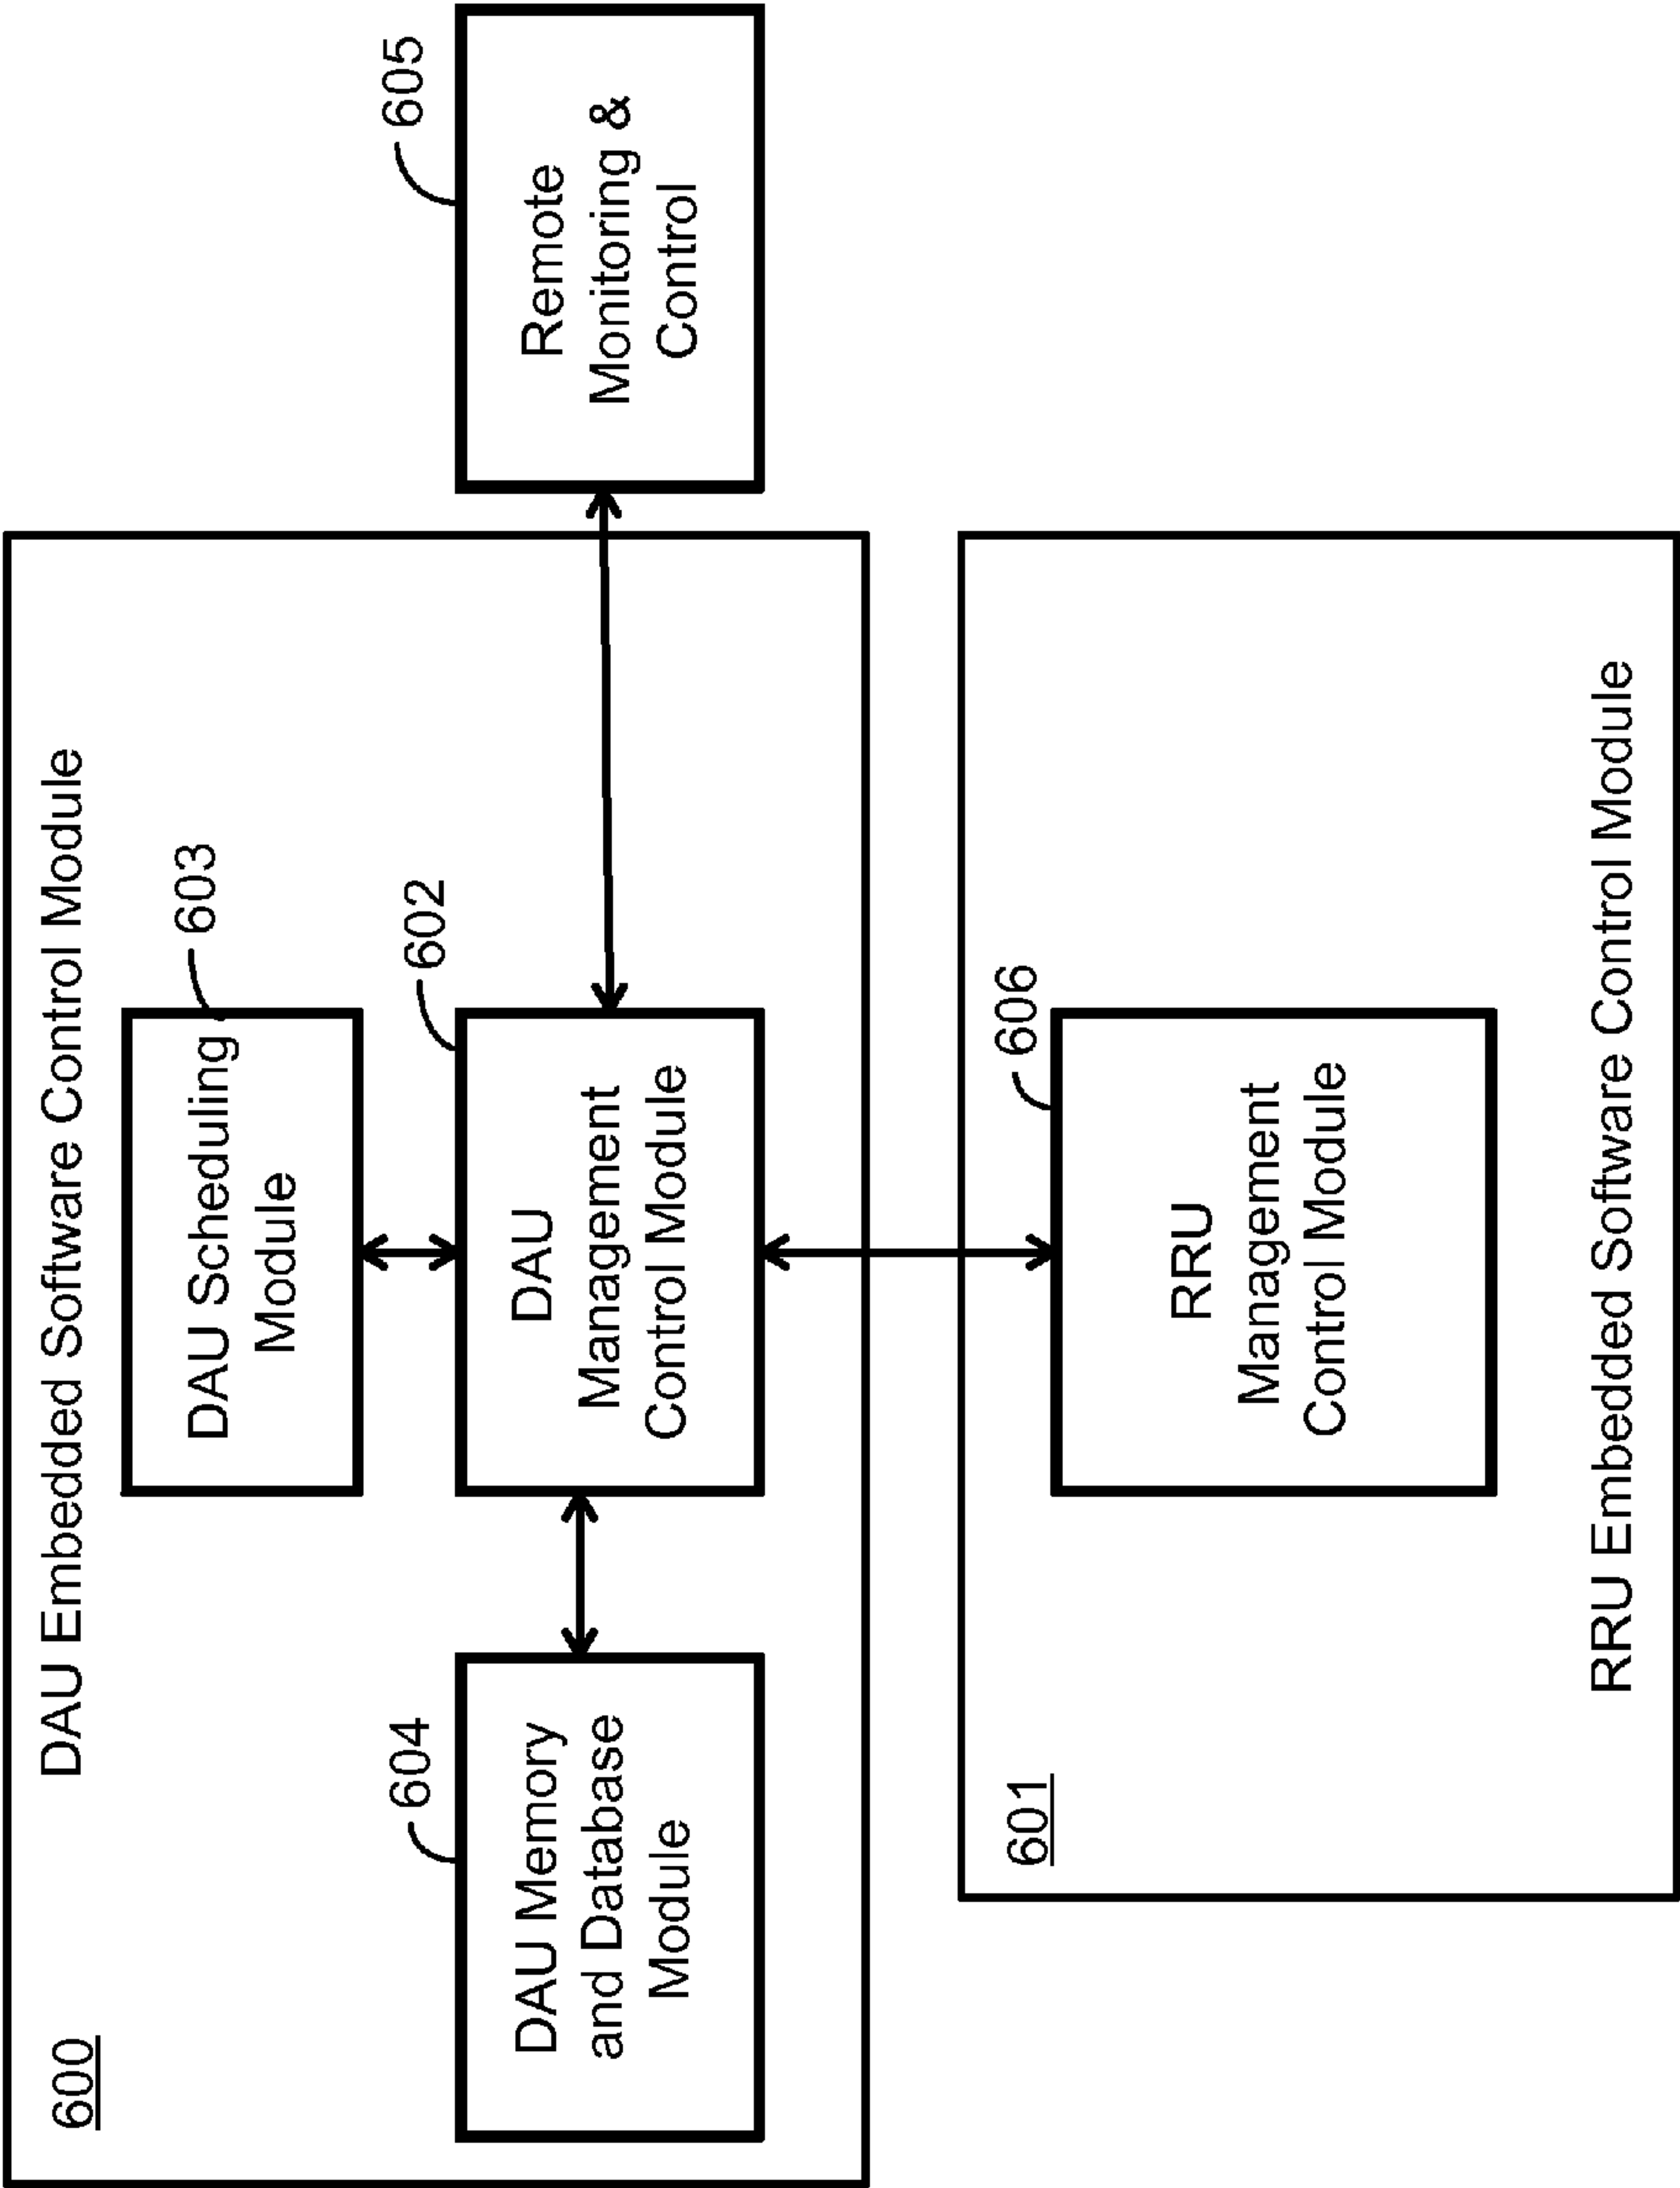 600
DAU Embedded Software Control Module
603
DAU Scheduling
Module
604
DAU Memory
and Database
Module
602
DAU
Management
Control Module
605
Remote
Monitoring &
Control
601
606
RRU
Management
Control Module
RRU Embedded Software Control Module